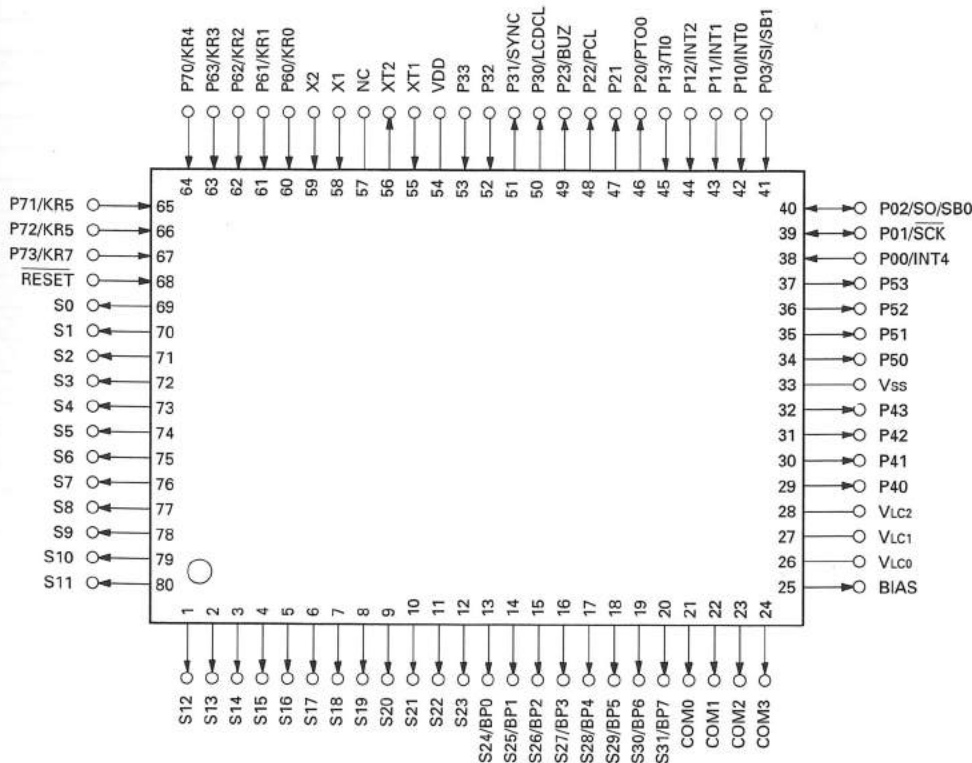 P70/KR4
P63/KR3
P62/KR2
P61/KR1
P60/KR0
X2
X1
NC
XT2
XT1
VDD
P33
P32
P31/SYNC
P30/LCDCL
P23/BUZ
P22/PCL
P21
P20/PTO0
P13/TI0
P12/INT2
P11/INT1
P10/INT0
P03/SI/SB1
64 63 62 61 60 59 58 57 56 55 54 53 52 51 50 49 48 47 46 45 44 43 42 41
P71/KR5 65
P72/KR5 66
P73/KR7 67
RESET 68
S0 69
S1 70
S2 71
S3 72
S4 73
S5 74
S6 75
S7 76
S8 77
S9 78
S10 79
S11 80
40 P02/SO/SB0
39 P01/SCK
38 P00/INT4
37 P53
36 P52
35 P51
34 P50
33 VSS
32 P43
31 P42
30 P41
29 P40
28 VLC2
27 VLC1
26 VLC0
25 BIAS
1 2 3 4 5 6 7 8 9 10 11 12 13 14 15 16 17 18 19 20 21 22 23 24
S12
S13
S14
S15
S16
S17
S18
S19
S20
S21
S22
S23
S24/BP0
S25/BP1
S26/BP2
S27/BP3
S28/BP4
S29/BP5
S30/BP6
S31/BP7
COM0
COM1
COM2
COM3